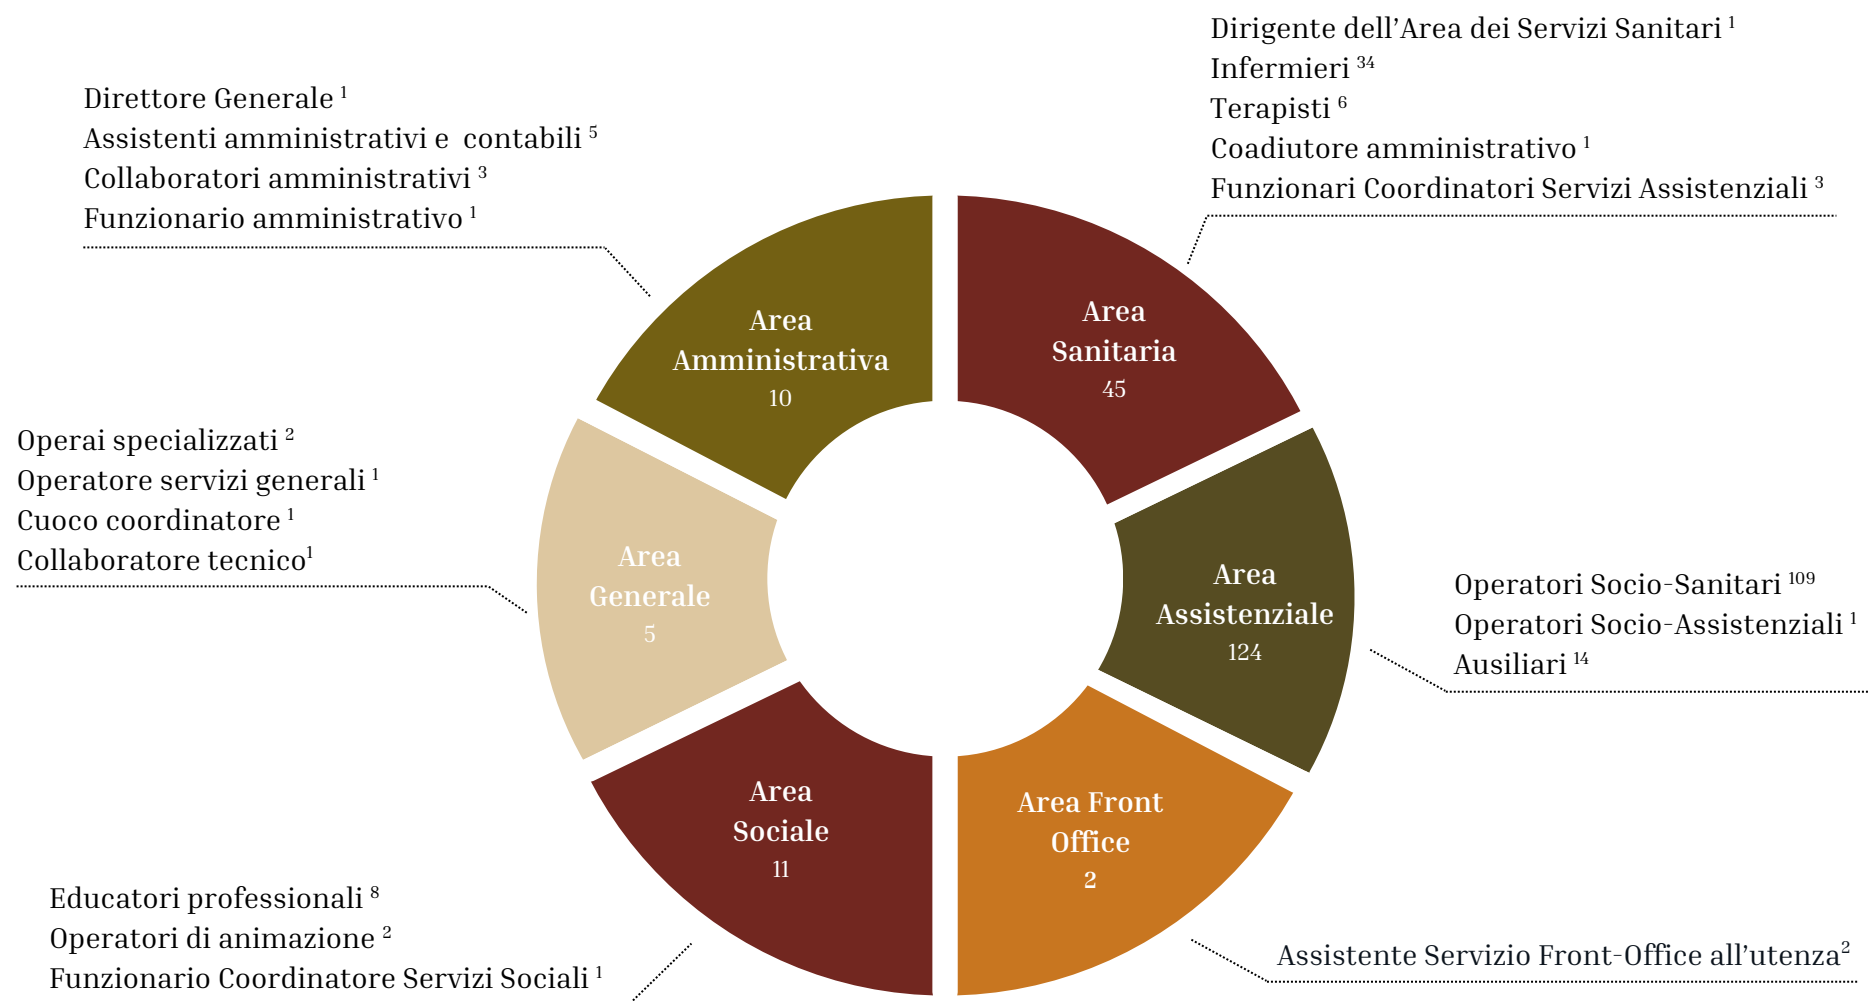 Dirigente dell’Area dei Servizi Sanitari ¹
Infermieri ³⁴
Terapisti ⁶
Coadiutore amministrativo ¹
Funzionari Coordinatori Servizi Assistenziali ³
Direttore Generale ¹
Assistenti amministrativi e contabili ⁵
Collaboratori amministrativi ³
Funzionario amministrativo ¹
Area
Amministrativa
10
Area
Sanitaria
45
Operai specializzati ²
Operatore servizi generali ¹
Cuoco coordinatore ¹
Collaboratore tecnico¹
Area
Generale
5
Area
Assistenziale
124
Operatori Socio-Sanitari ¹⁰⁹
Operatori Socio-Assistenziali ¹
Ausiliari ¹⁴
Area
Sociale
11
Area Front
Office
2
Educatori professionali ⁸
Operatori di animazione ²
Funzionario Coordinatore Servizi Sociali ¹
Assistente Servizio Front-Office all’utenza²